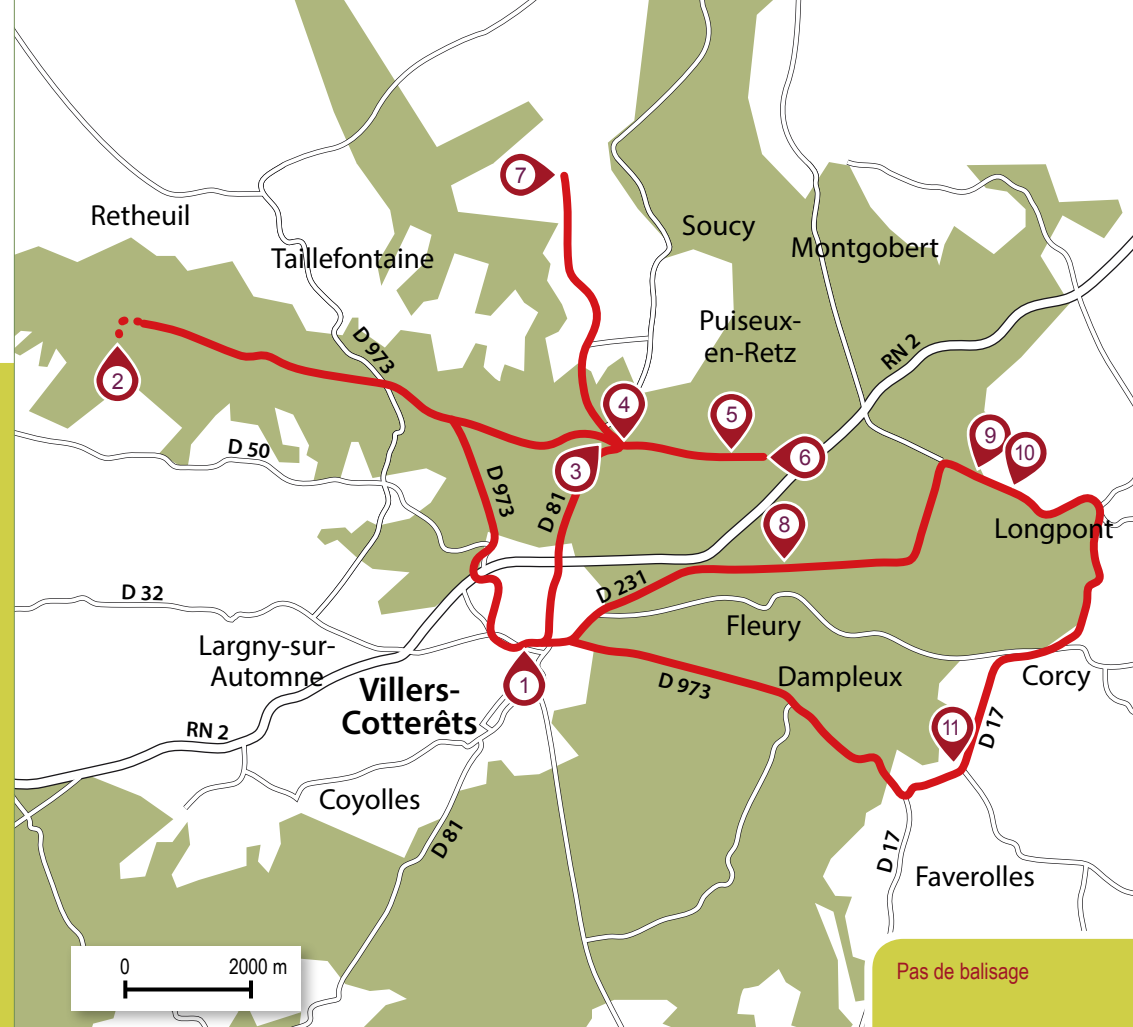 7
Retheuil
Soucy
Taillefontaine
Montgobert
Puiseux-
en-Retz
D 973
RN 2
2
4
5
9
10
D 50
3
6
D 973
D 81
8
Longpont
D 231
D 32
Fleury
Largny-sur-
Automne
Villers-
Cotterêts
1
D 973
Dampleux
Corcy
RN 2
11
D 17
Coyolles
D 81
D 17
Faverolles
0 2000 m
Pas de balisage